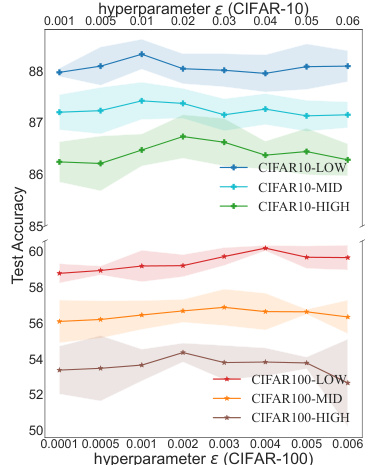 hyperparameter ε (CIFAR-10)
0.001 0.005 0.01 0.02 0.03 0.04 0.05 0.06
88
87
86
85
CIFAR10-LOW
CIFAR10-MID
CIFAR10-HIGH
Test Accuracy
60
58
56
54
52
50
CIFAR100-LOW
CIFAR100-MID
CIFAR100-HIGH
0.0001 0.0005 0.001 0.002 0.003 0.004 0.005 0.006
hyperparameter ε (CIFAR-100)